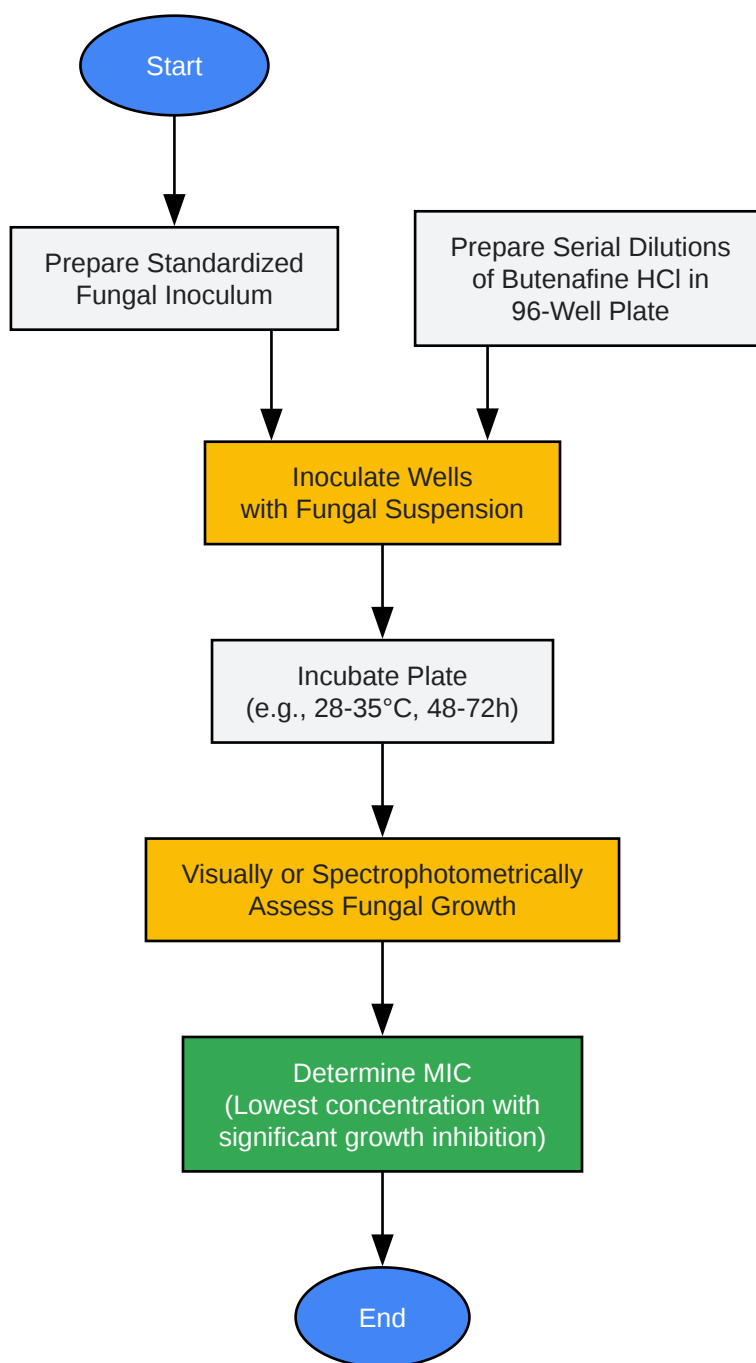 Start
Prepare Standardized
Fungal Inoculum
Prepare Serial Dilutions
of Butenafine HCl in
96-Well Plate
Inoculate Wells
with Fungal Suspension
Incubate Plate
(e.g., 28-35°C, 48-72h)
Visually or Spectrophotometrically
Assess Fungal Growth
Determine MIC
(Lowest concentration with
significant growth inhibition)
End